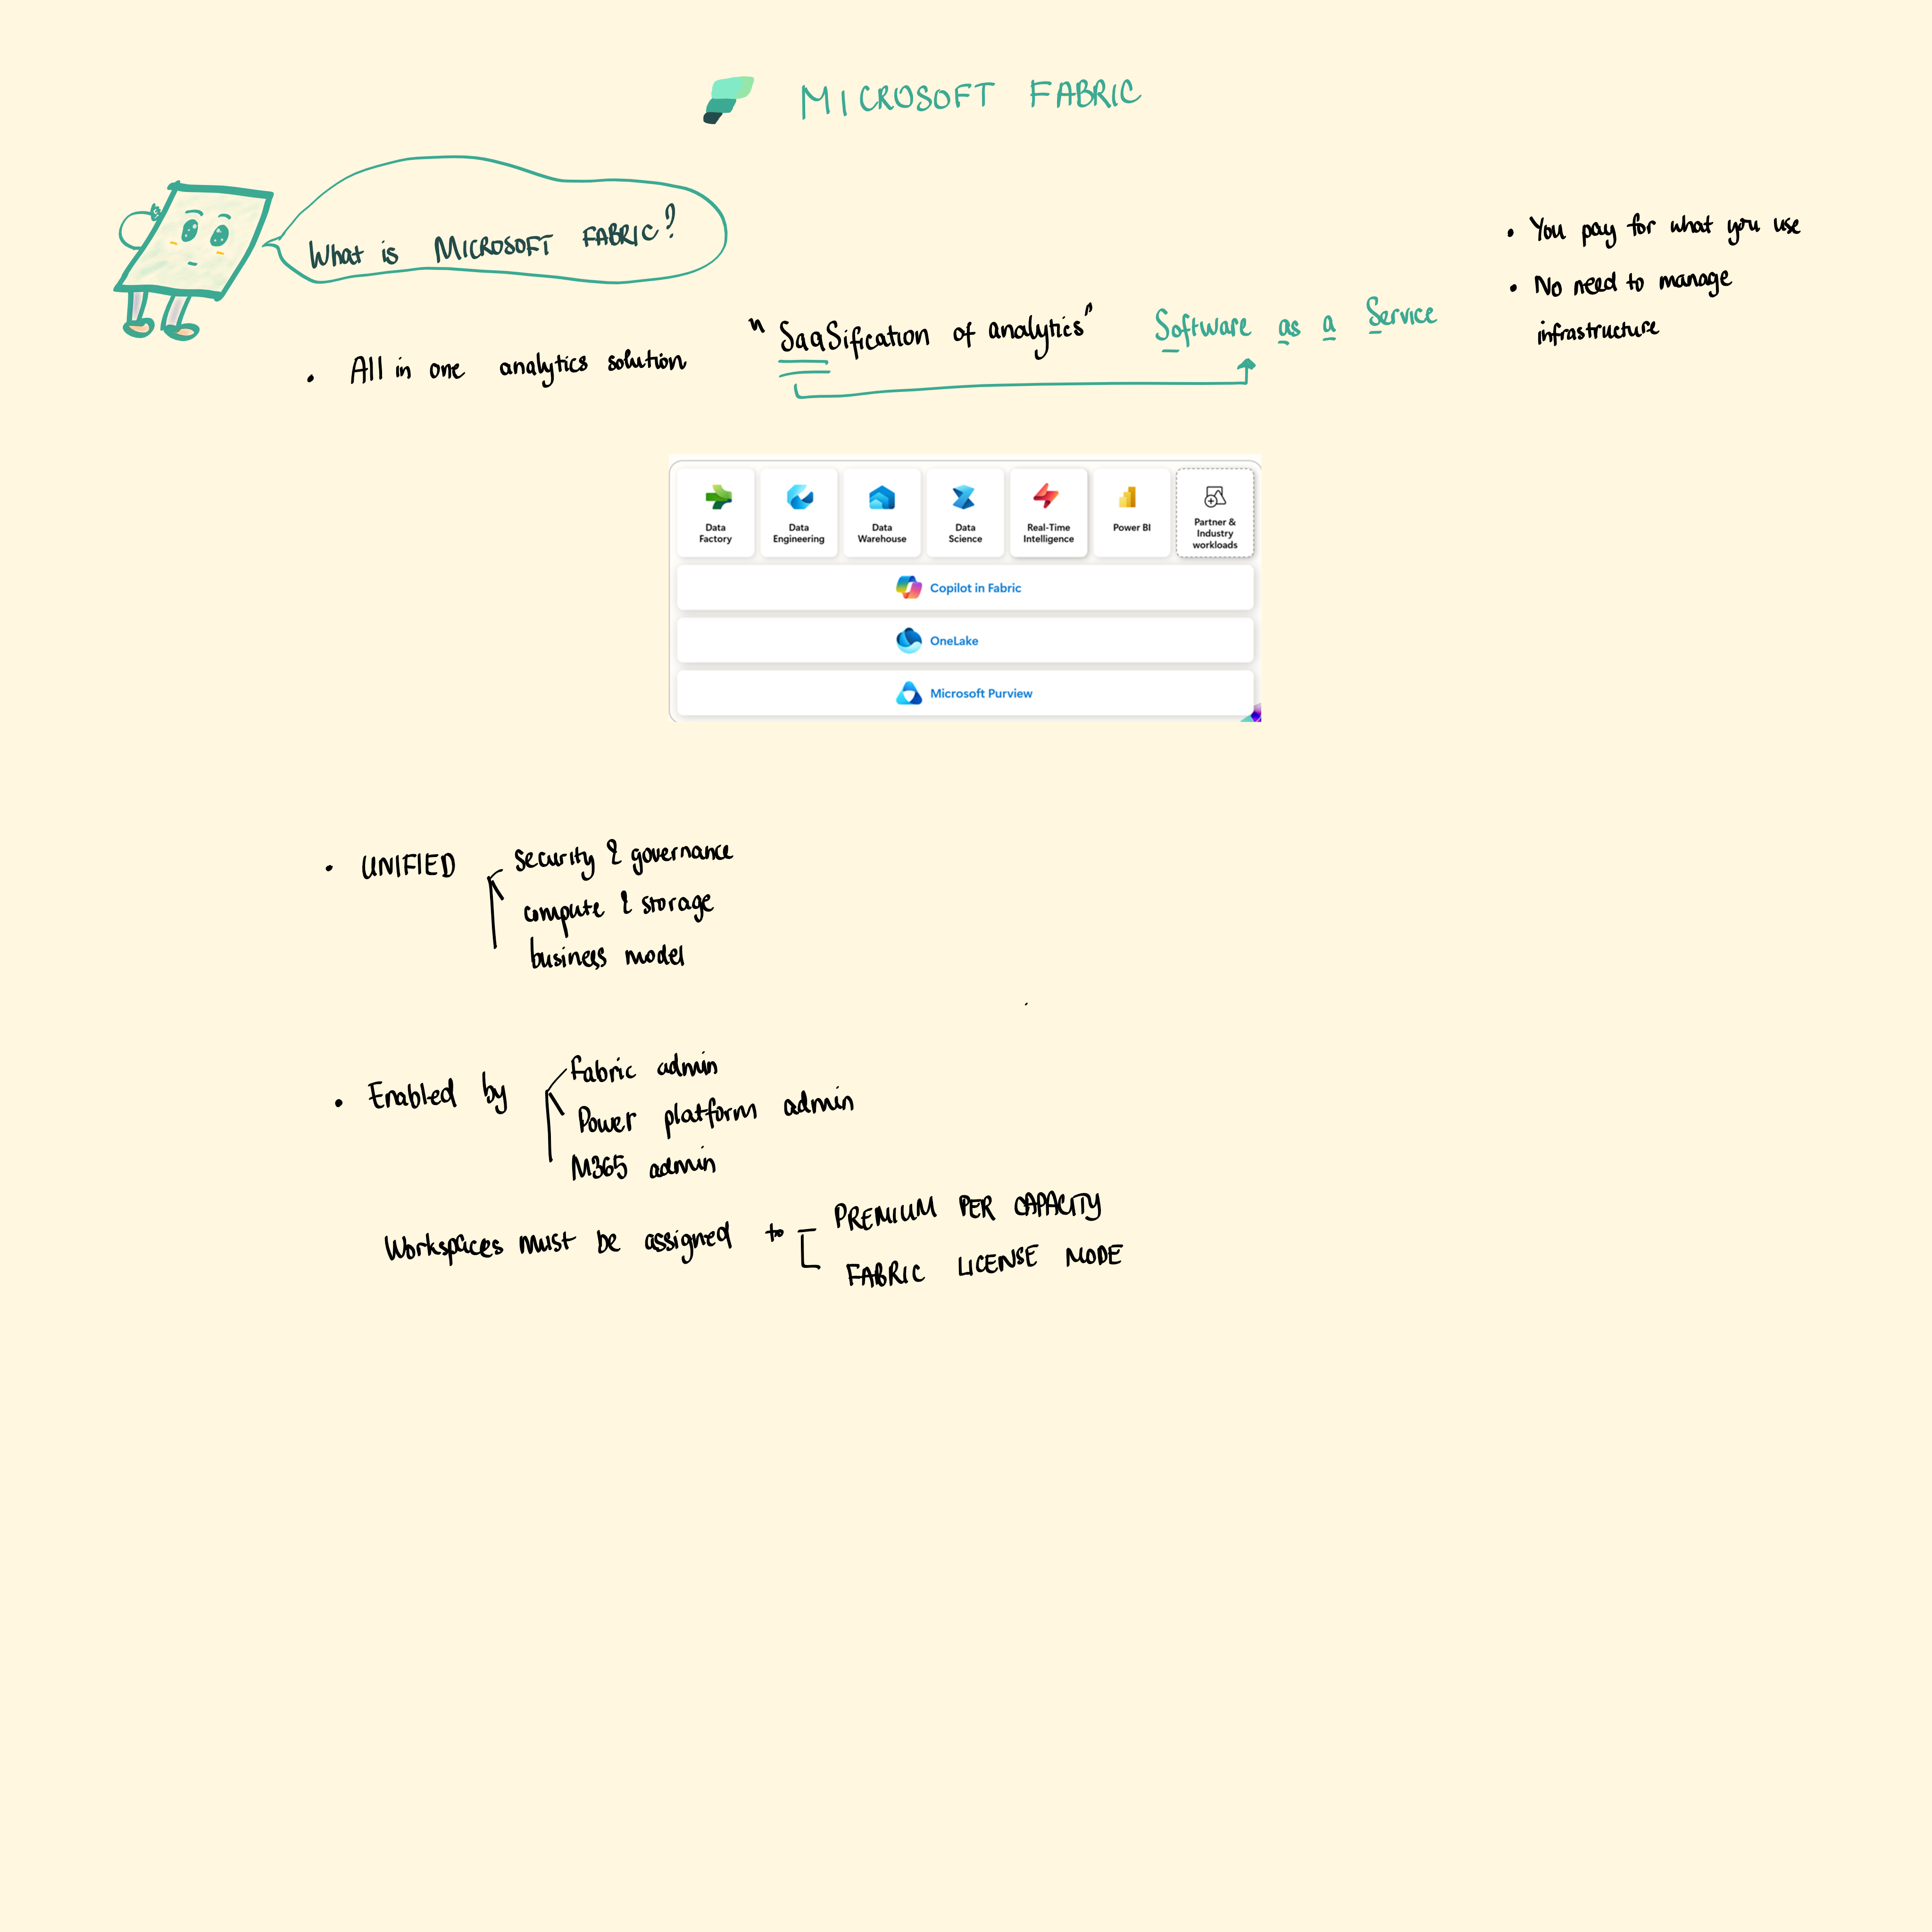 MICROSOFT FABRIC
What is MICROSOFT FABRIC?
• You pay for what you use
• No need to manage
infrastructure
• All in one analytics solution
"SaaSification of analytics"
Software as a Service
Data
Factory
Data
Engineering
Data
Warehouse
Data
Science
Real-Time
Intelligence
Power BI
Partner &
Industry
workloads
Copilot in Fabric
OneLake
Microsoft Purview
• UNIFIED
security & governance
compute & storage
business model
• Enabled by
Fabric admin
Power platform admin
M365 admin
Workspaces must be assigned to
PREMIUM PER CAPACITY
FABRIC LICENSE MODE